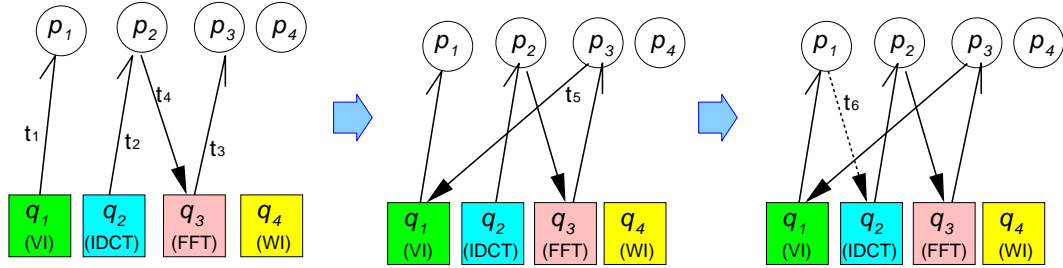 p1 p2 p3 p4
t4
t1 t2 t3
q1 q2 q3 q4
(VI) (IDCT) (FFT) (WI)
p1 p2 p3 p4
t5
q1 q2 q3 q4
(VI) (IDCT) (FFT) (WI)
p1 p2 p3 p4
t6
q1 q2 q3 q4
(VI) (IDCT) (FFT) (WI)